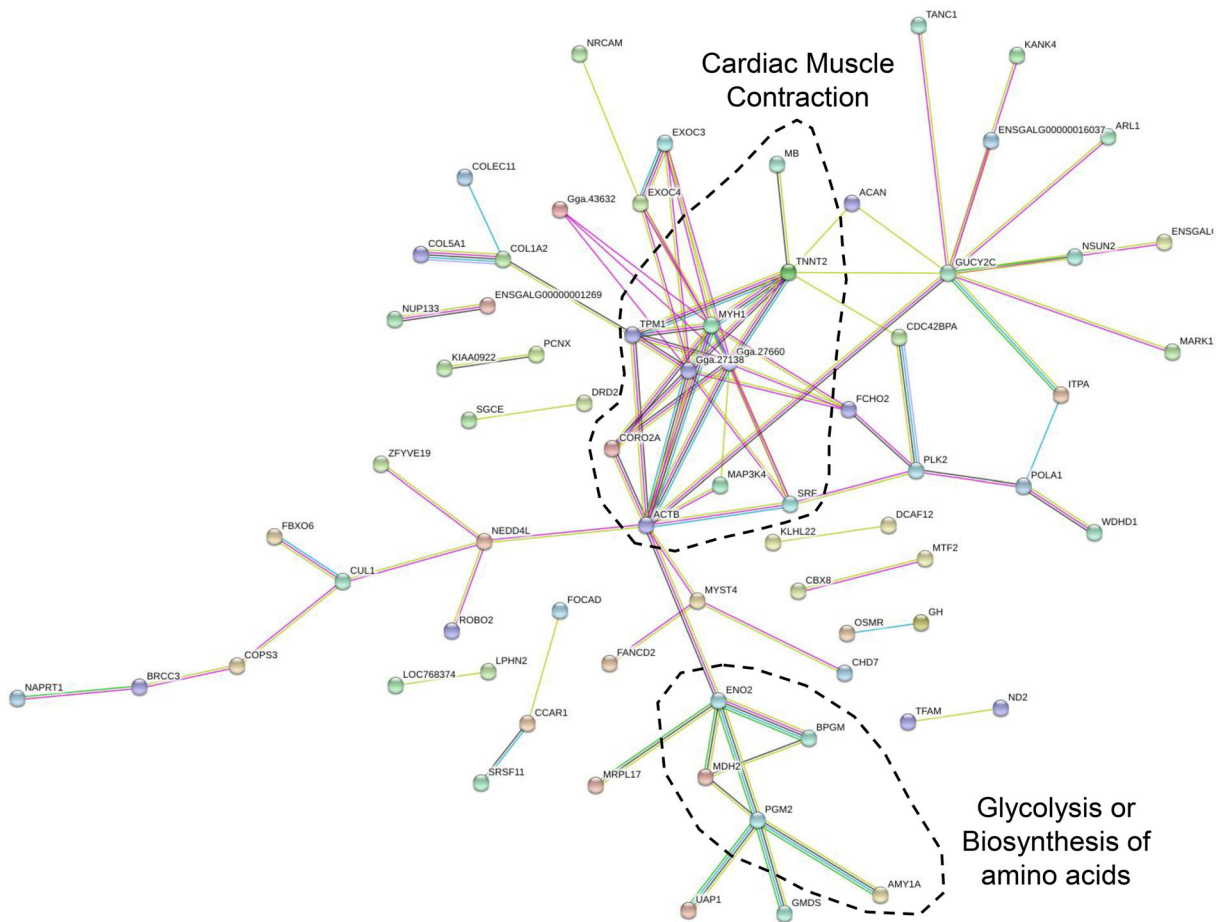 TANC1
NRCAM
KANK4
Cardiac Muscle
Contraction
EXOC3
ENSGALG00000016037
ARL1
COLEC11
MB
EXOC4
ACAN
Gga.43632
COL5A1
COL1A2
NSUN2
ENSGAL
TNNT2
GUCY2C
ENSGALG00000001269
NUP133
MYH1
TPM1
CDC42BPA
MARK1
PCNX
KIAA0922
Gga.27660
Gga.27138
ITPA
DRD2
FCHO2
SGCE
CORO2A
ZFYVE19
MAP3K4
PLK2
POLA1
SRF
ACTB
DCAF12
WDHD1
FBXO6
NEDD4L
KLHL22
MTF2
CUL1
CBX8
MYST4
FOCAD
GH
ROBO2
OSMR
COPS3
LPHN2
FANCD2
CHD7
BRCC3
NAPRT1
LOC768374
ENO2
ND2
TFAM
CCAR1
BPGM
MDH2
SRSF11
MRPL17
PGM2
Glycolysis or
Biosynthesis of
amino acids
AMY1A
UAP1
GMDS